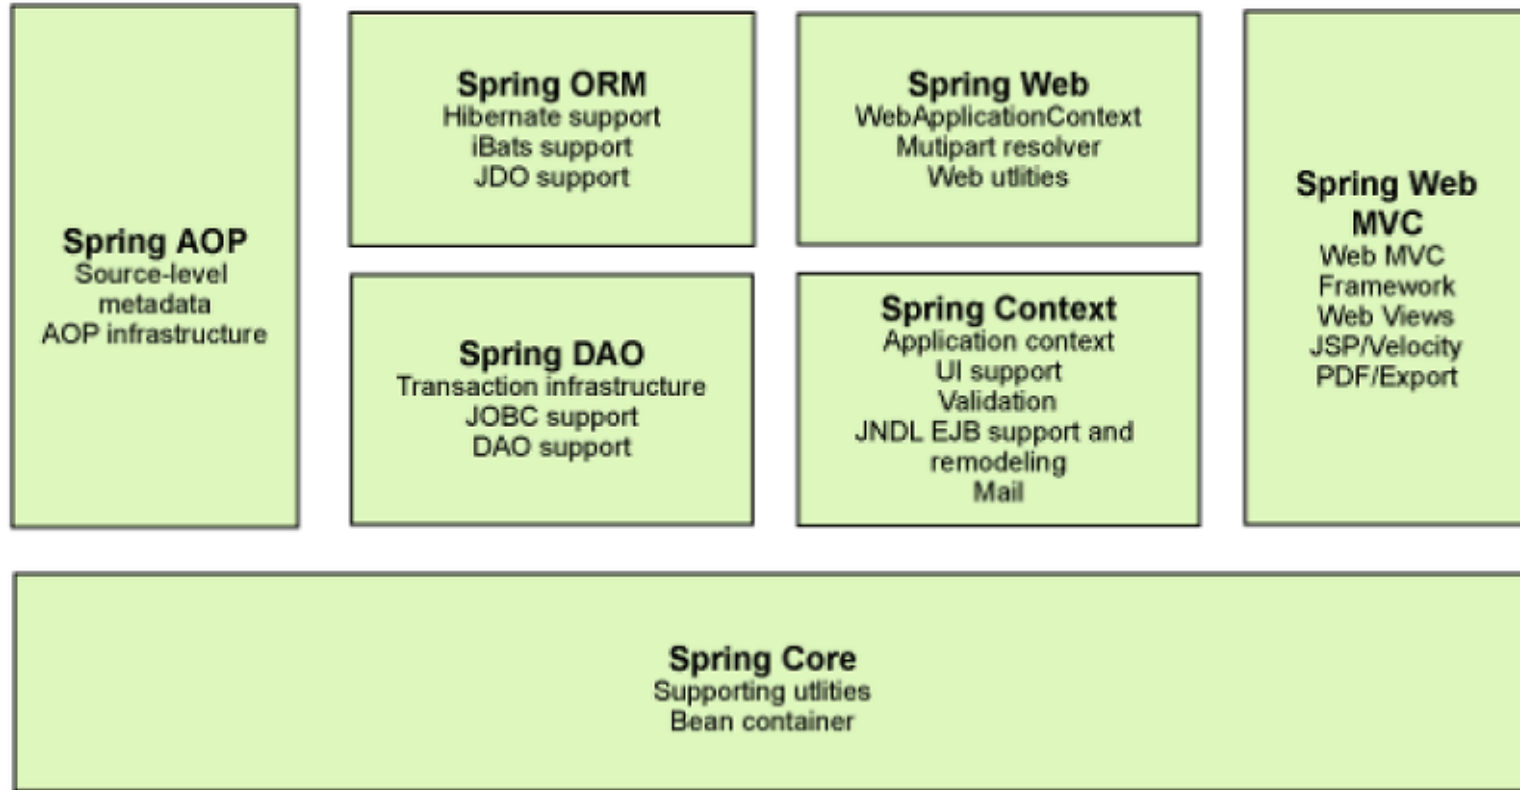 Spring AOP
Source-level
metadata
AOP infrastructure
Spring ORM
Hibernate support
iBats support
JDO support
Spring DAO
Transaction infrastructure
JOBC support
DAO support
Spring Web
WebApplicationContext
Mutipart resolver
Web utlities
Spring Context
Application context
UI support
Validation
JNDL EJB support and
remodeling
Mail
Spring Web
MVC
Web MVC
Framework
Web Views
JSP/Velocity
PDF/Export
Spring Core
Supporting utlities
Bean container